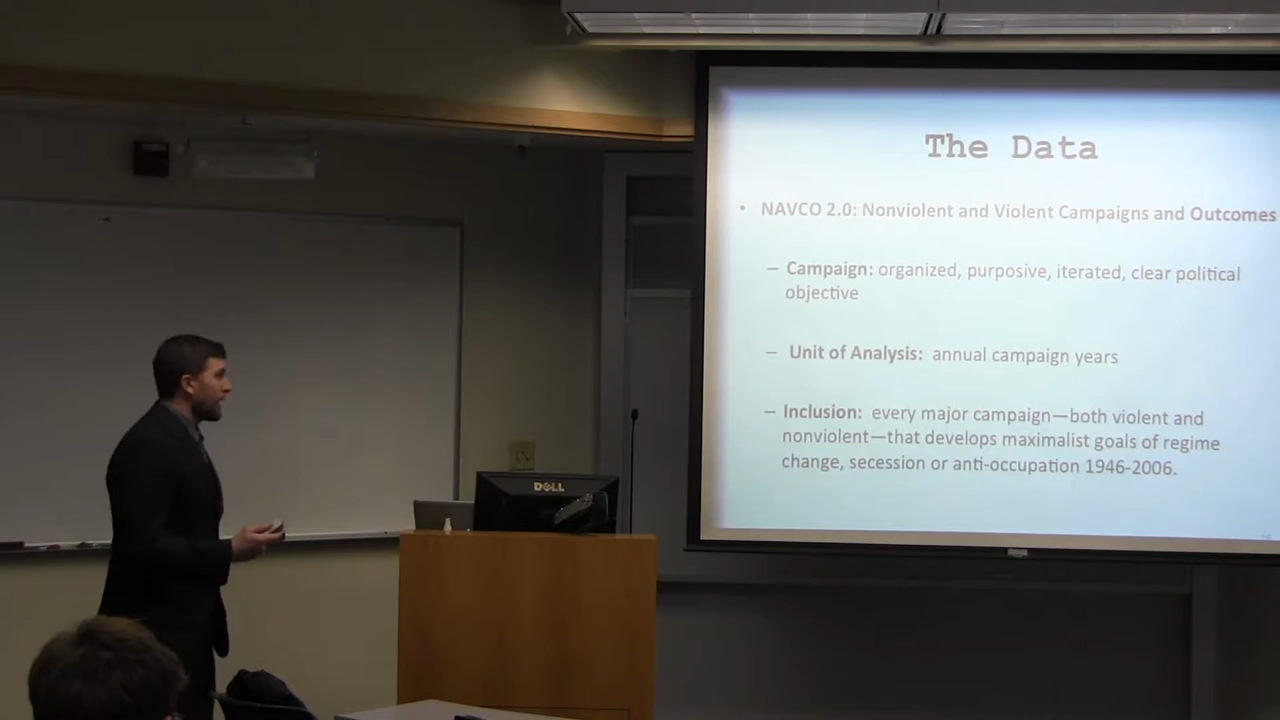 The Data
• NAVCO 2.0: Nonviolent and Violent Campaigns and Outcomes
– Campaign: organized, purposive, iterated, clear political
objective
– Unit of Analysis: annual campaign years
– Inclusion: every major campaign—both violent and
nonviolent—that develops maximalist goals of regime
change, secession or anti-occupation 1946-2006.
DELL